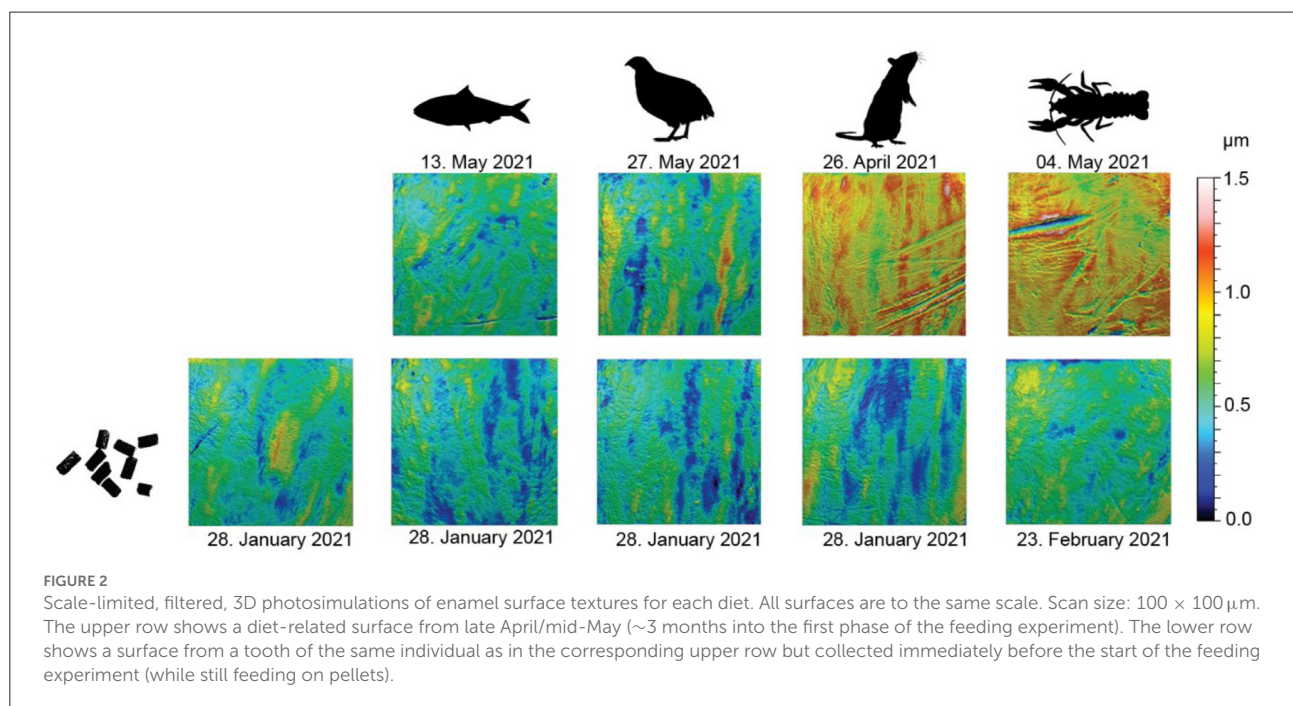 13. May 2021
27. May 2021
26. April 2021
04. May 2021
µm
1.5
1.0
0.5
0.0
28. January 2021
28. January 2021
28. January 2021
28. January 2021
23. February 2021
FIGURE 2
Scale-limited, filtered, 3D photosimulations of enamel surface textures for each diet. All surfaces are to the same scale. Scan size: 100 × 100 µm.
The upper row shows a diet-related surface from late April/mid-May (~3 months into the first phase of the feeding experiment). The lower row
shows a surface from a tooth of the same individual as in the corresponding upper row but collected immediately before the start of the feeding
experiment (while still feeding on pellets).